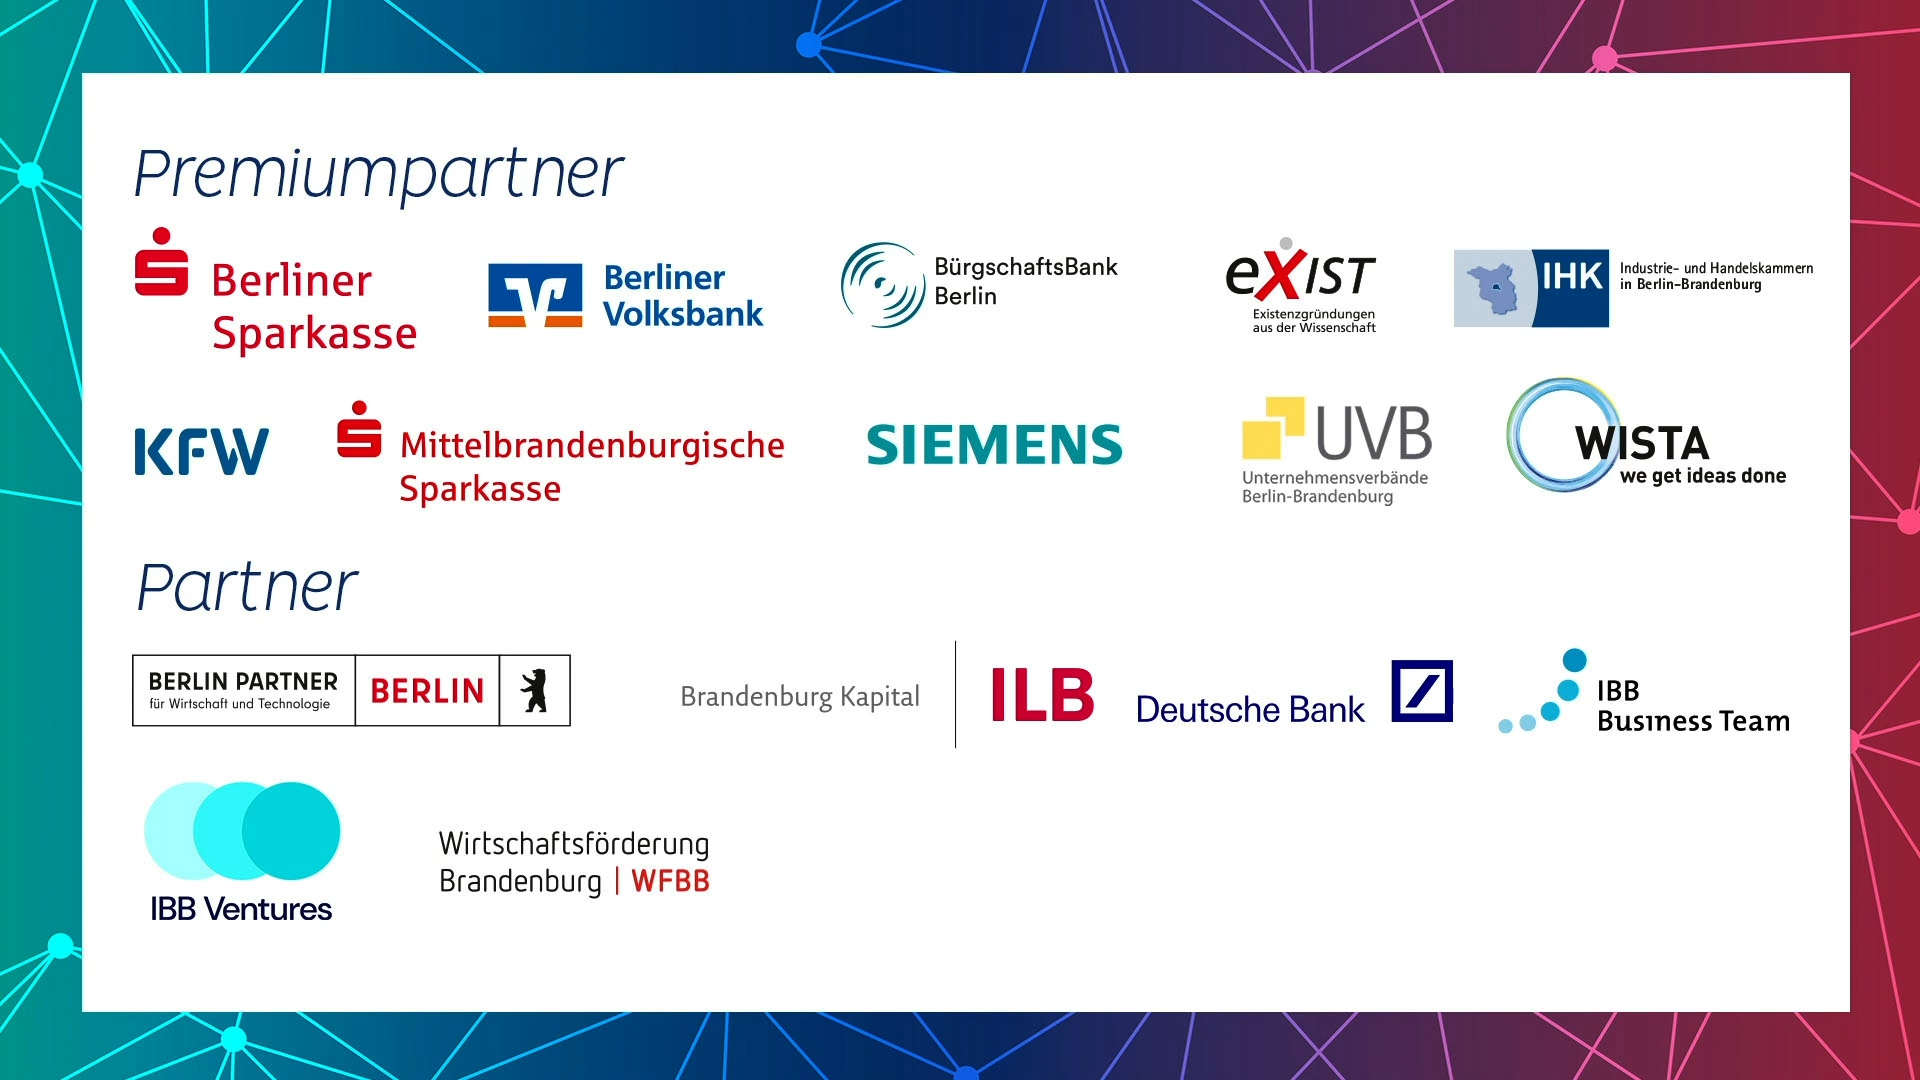 Premiumpartner
Berliner
Sparkasse
Berliner
Volksbank
BürgschaftsBank
Berlin
eXIST
Existenzgründungen
aus der Wissenschaft
IHK
Industrie- und Handelskammern
in Berlin-Brandenburg
KFW
Mittelbrandenburgische
Sparkasse
SIEMENS
UVB
Unternehmensverbände
Berlin-Brandenburg
WISTA
we get ideas done
Partner
BERLIN PARTNER
für Wirtschaft und Technologie
BERLIN
Brandenburg Kapital
ILB
Deutsche Bank
IBB
Business Team
IBB Ventures
Wirtschaftsförderung
Brandenburg | WFBB